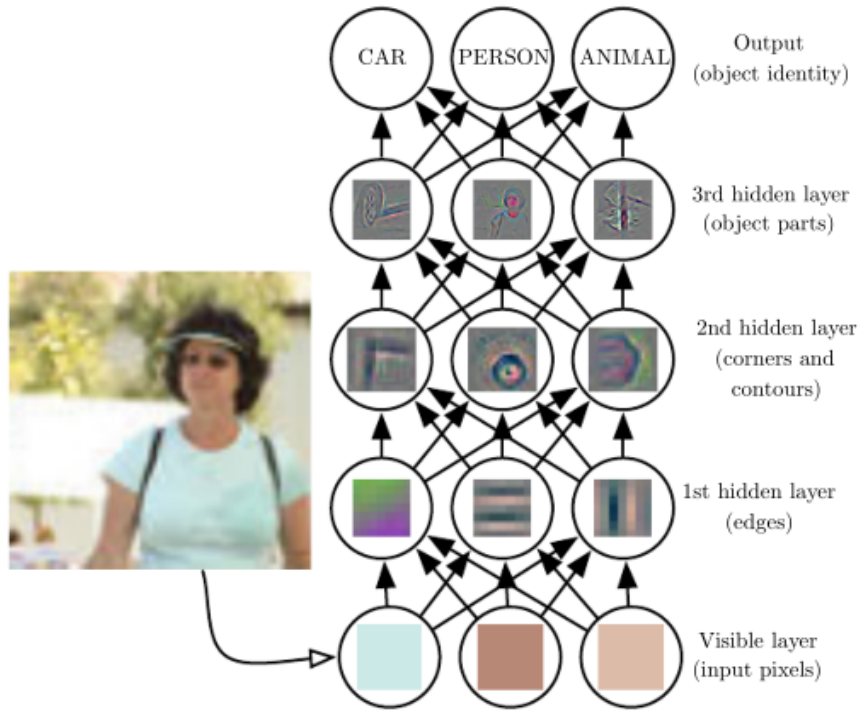 CAR
PERSON
ANIMAL
Output
(object identity)
3rd hidden layer
(object parts)
2nd hidden layer
(corners and
contours)
1st hidden layer
(edges)
Visible layer
(input pixels)